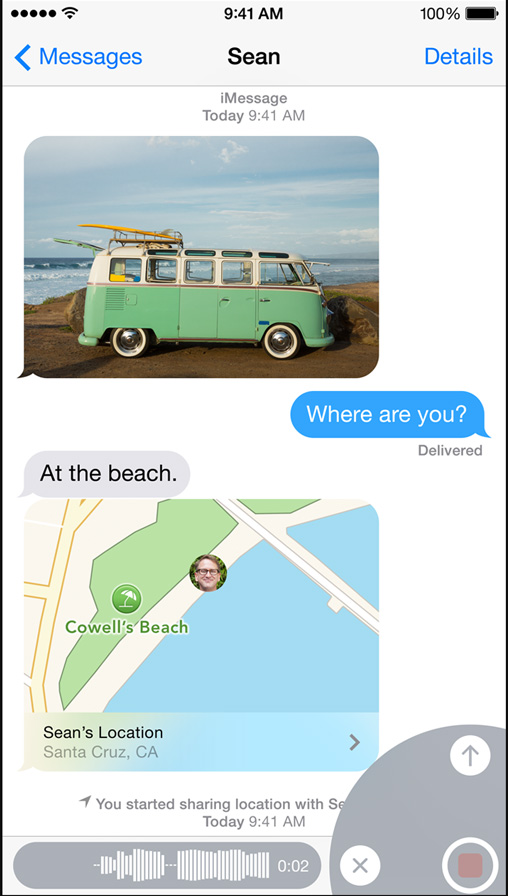 9:41 AM
100%
Messages
Sean
Details
iMessage
Today 9:41 AM
Where are you?
Delivered
At the beach.
Cowell's Beach
Sean's Location
Santa Cruz, CA
You started sharing location with Se
Today 9:41 AM
0:02